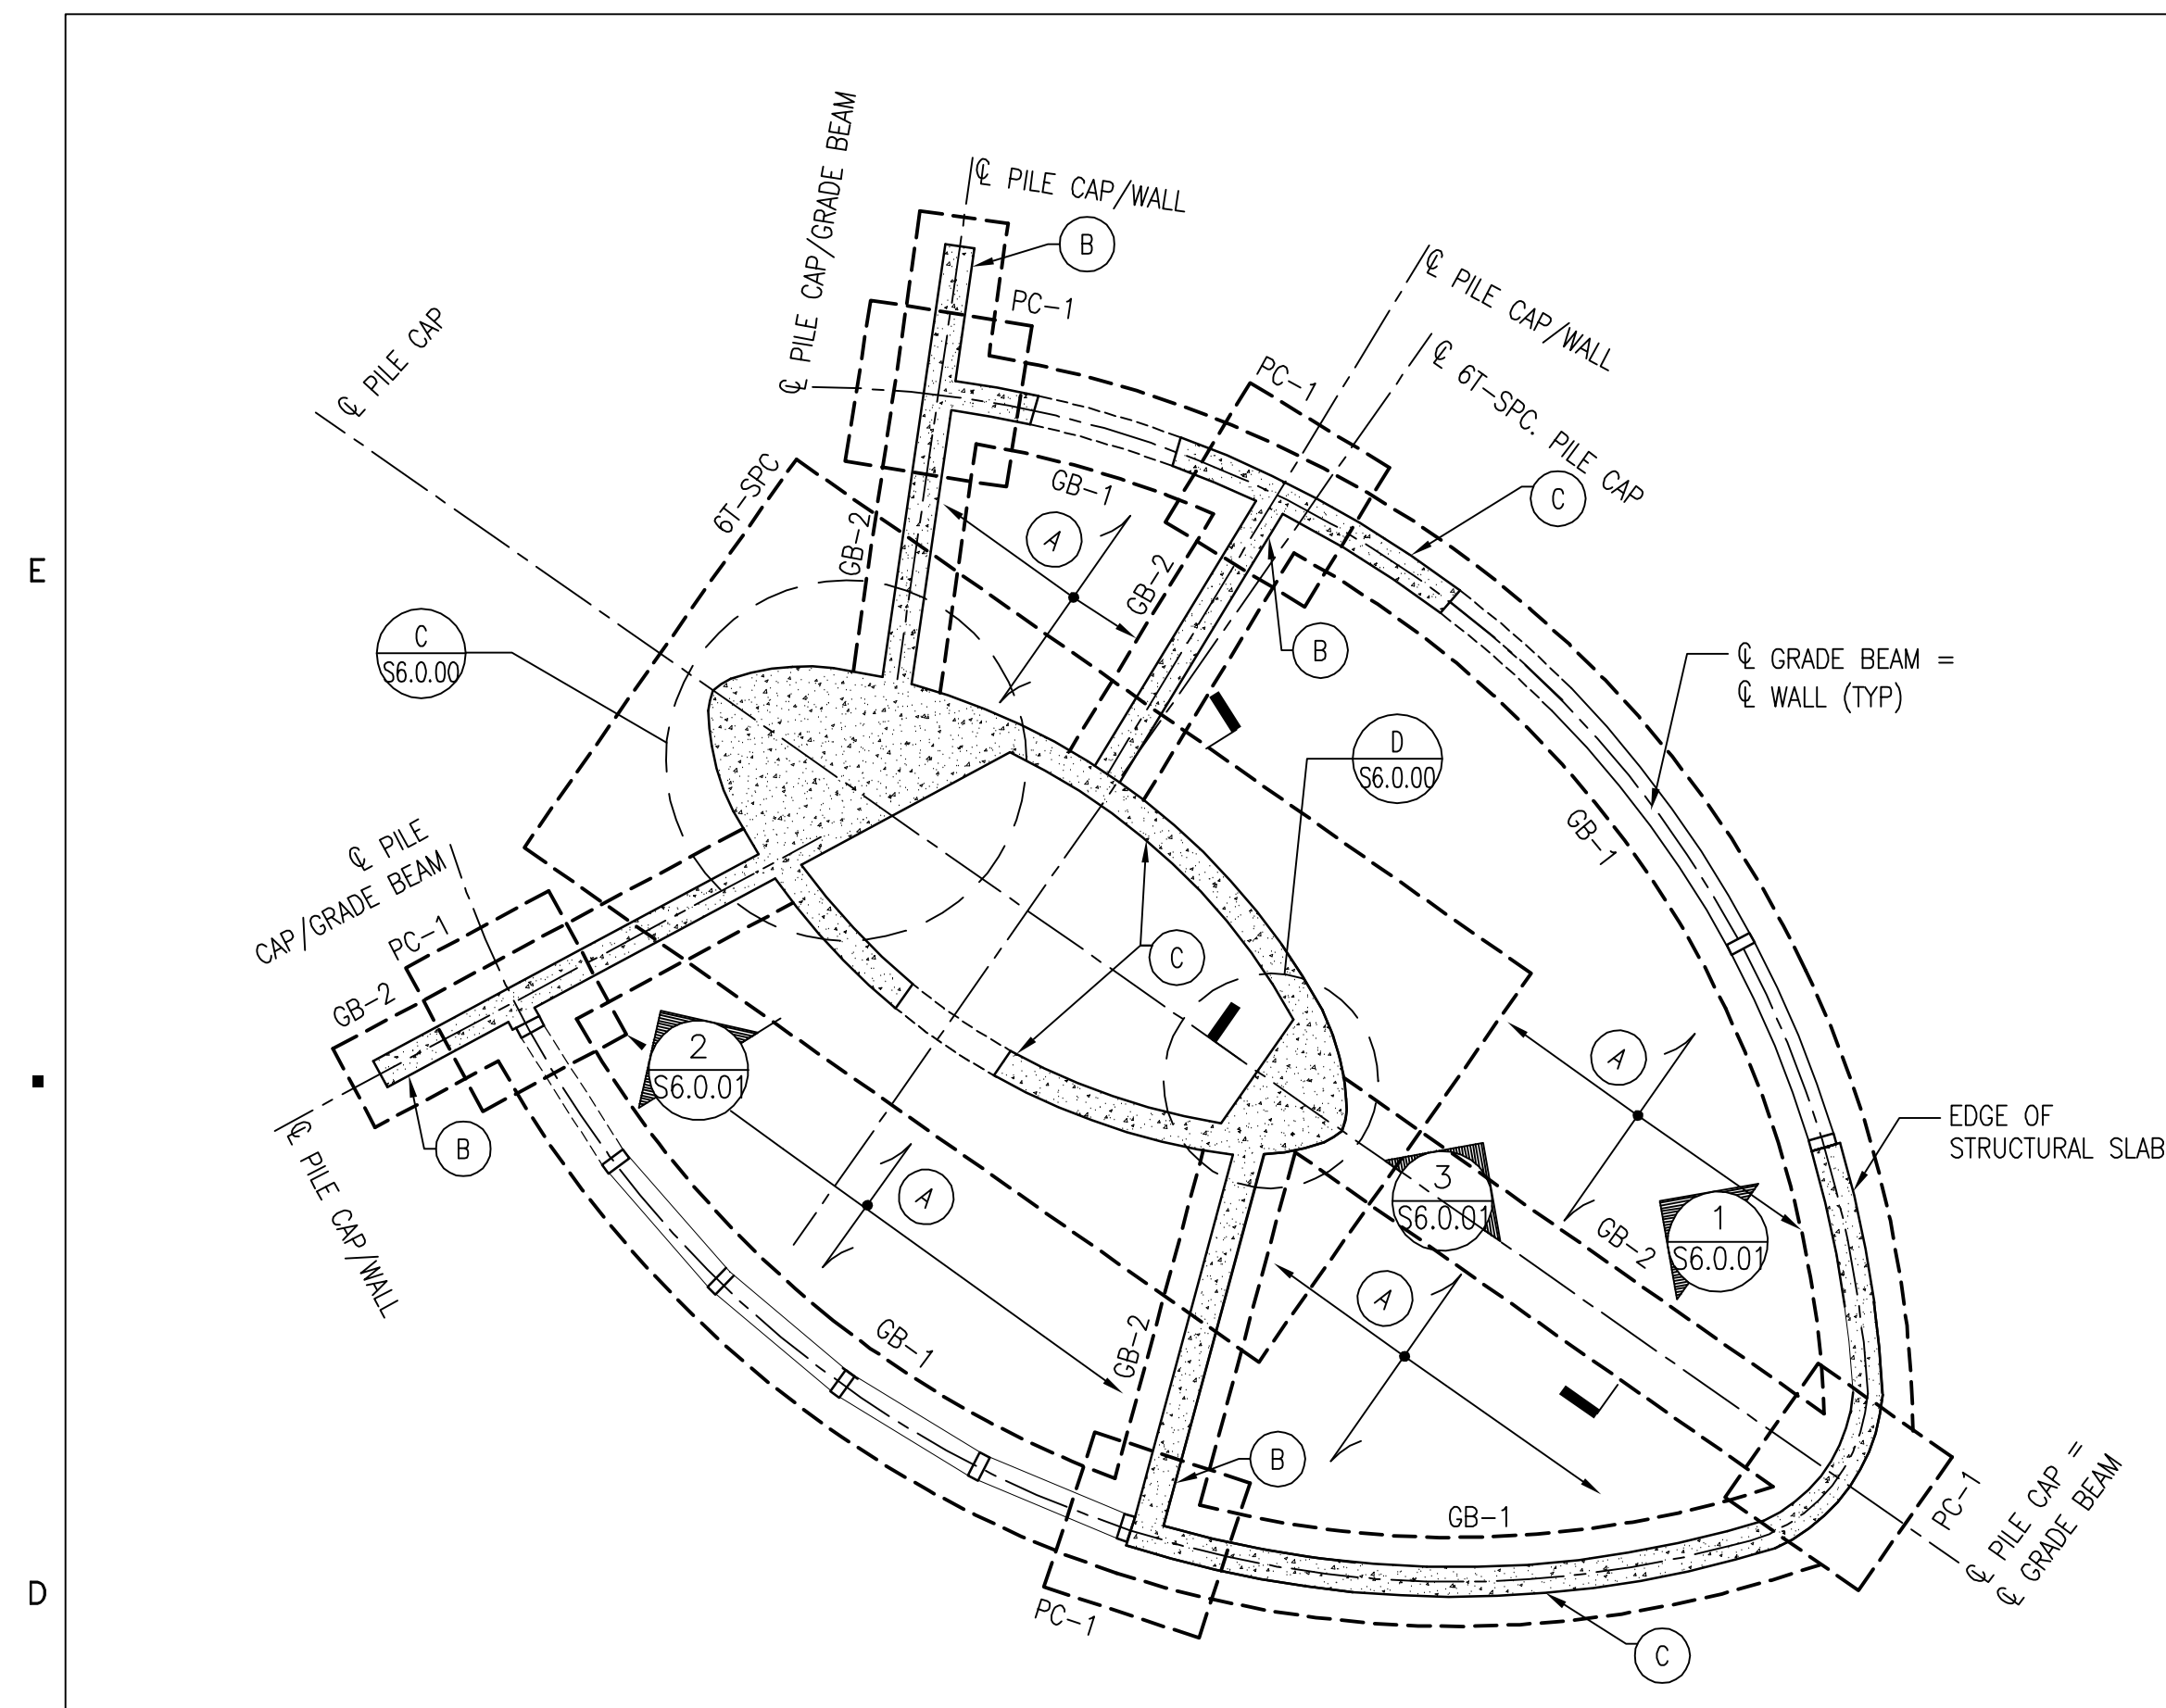 ℄ PILE CAP/GRADE BEAM
℄ PILE CAP/WALL
B
PC-1
℄ PILE CAP
℄ PILE CAP/WALL
PC-1
℄ 6T-SPC. PILE CAP
C
6T-SPC
GB-1
GB-2
A
GB-2
E
C
S6.0.00
B
℄ GRADE BEAM =
℄ WALL (TYP)
D
S6.0.00
GB-1
℄ PILE
CAP/GRADE BEAM
PC-1
GB-2
C
2
S6.0.01
A
B
℄ PILE CAP/WALL
A
3
S6.0.01
EDGE OF
STRUCTURAL SLAB
GB-2
1
S6.0.01
A
GB-1
GB-2
B
GB-1
PC-1
℄ PILE CAP =
℄ GRADE BEAM
D
PC-1
C